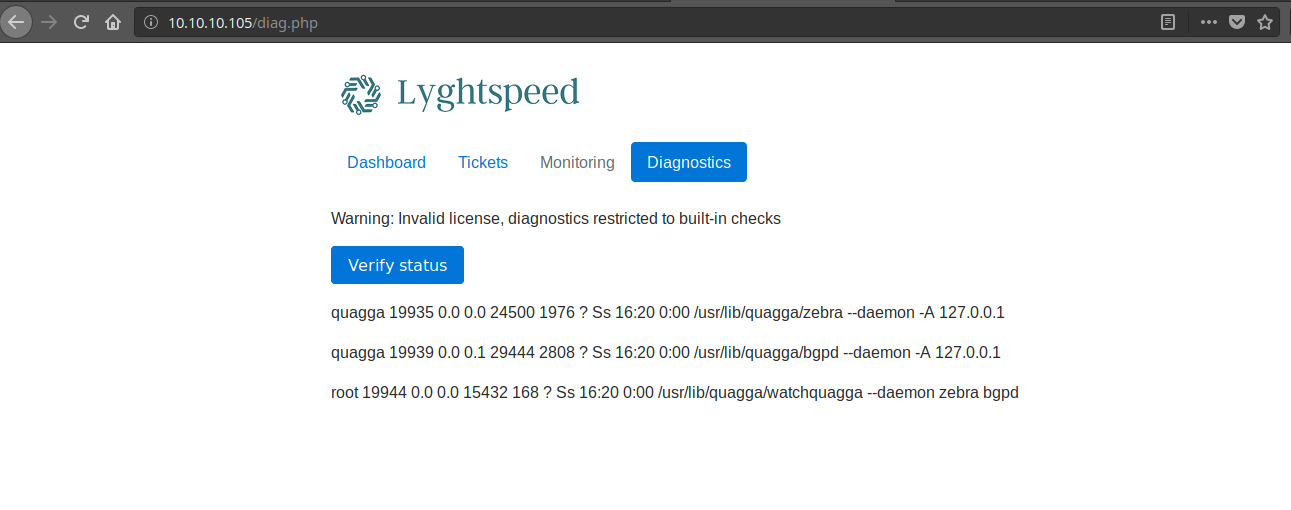 10.10.10.105/diag.php
Lyghtspeed
Dashboard Tickets Monitoring Diagnostics
Warning: Invalid license, diagnostics restricted to built-in checks
Verify status
quagga 19935 0.0 0.0 24500 1976 ? Ss 16:20 0:00 /usr/lib/quagga/zebra --daemon -A 127.0.0.1
quagga 19939 0.0 0.1 29444 2808 ? Ss 16:20 0:00 /usr/lib/quagga/bgpd --daemon -A 127.0.0.1
root 19944 0.0 0.0 15432 168 ? Ss 16:20 0:00 /usr/lib/quagga/watchquagga --daemon zebra bgpd